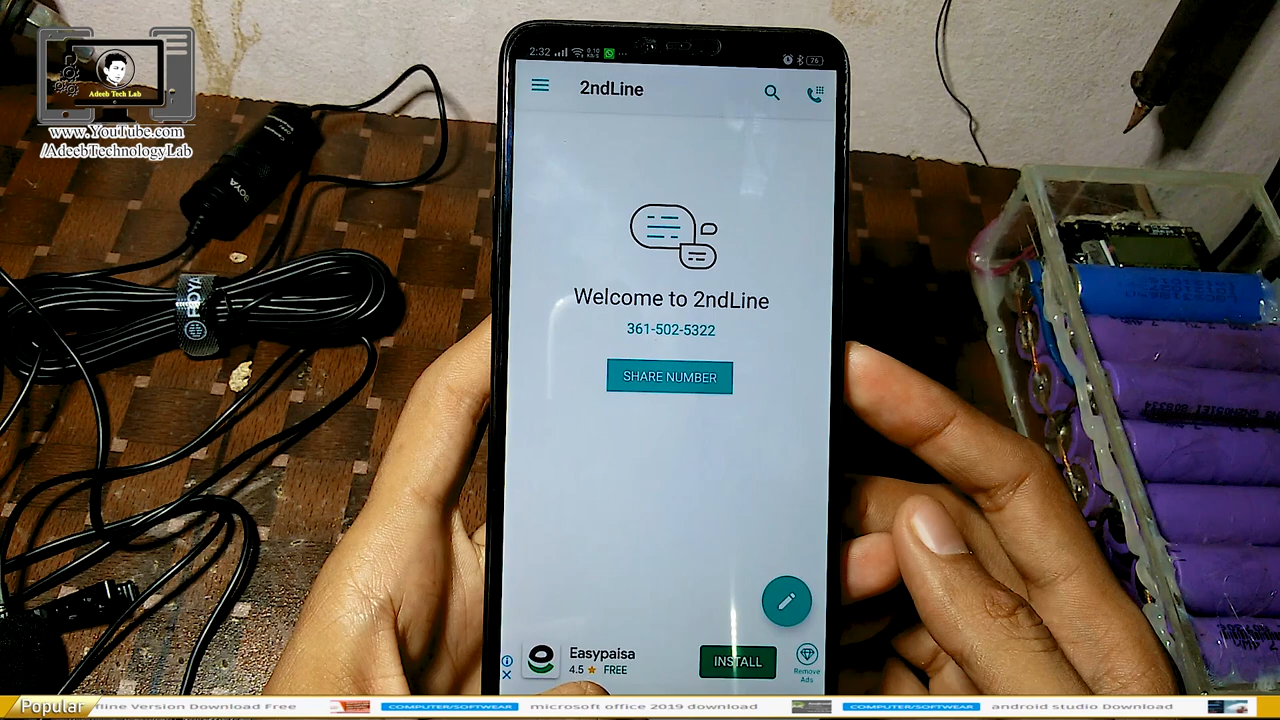 Adeeb Tech Lab
www.YouTube.com
/AdeebTechnologyLab
2:32
76
2ndLine
Welcome to 2ndLine
361-502-5322
SHARE NUMBER
Easypaisa
4.5 ★ FREE
INSTALL
Remove
Ads
BOYA
BOYA
Popular
fline Version Download Free
COMPUTER/SOFTWEAR
microsoft office 2019 download
COMPUTER/SOFTWEAR
android studio Download